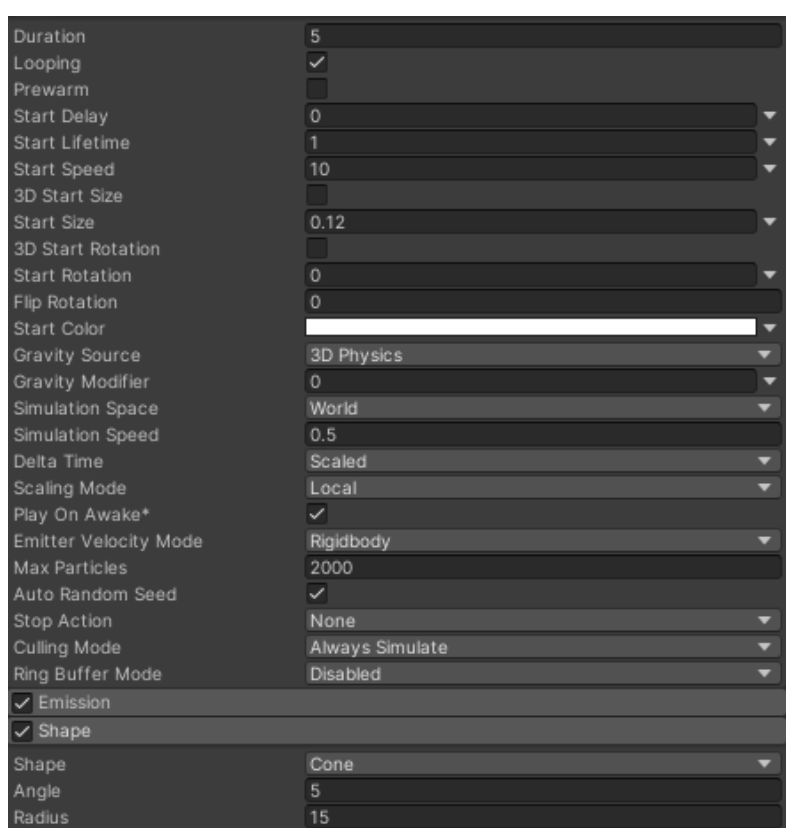 Duration 5
Looping
Prewarm
Start Delay 0
Start Lifetime 1
Start Speed 10
3D Start Size
Start Size 0.12
3D Start Rotation
Start Rotation 0
Flip Rotation 0
Start Color
Gravity Source 3D Physics
Gravity Modifier 0
Simulation Space World
Simulation Speed 0.5
Delta Time Scaled
Scaling Mode Local
Play On Awake*
Emitter Velocity Mode Rigidbody
Max Particles 2000
Auto Random Seed
Stop Action None
Culling Mode Always Simulate
Ring Buffer Mode Disabled
Emission
Shape
Shape Cone
Angle 5
Radius 15